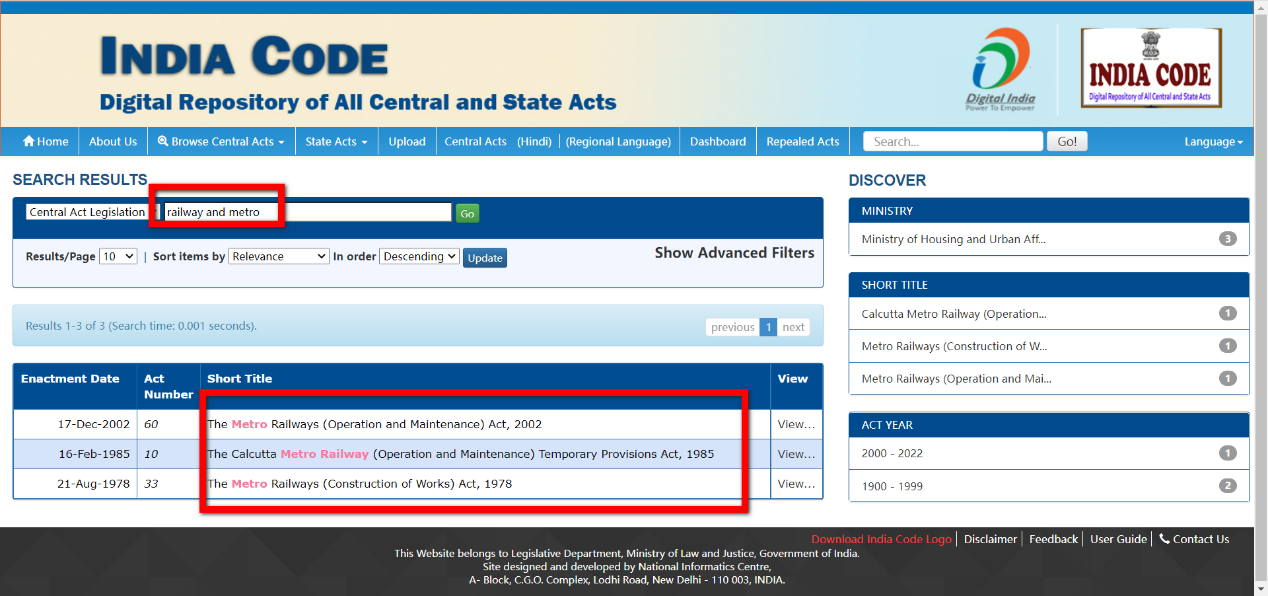 INDIA CODE
Digital Repository of All Central and State Acts
Digital India
Power To Empower
INDIA CODE
Digital Repository of All Central and State Acts
Home About Us Browse Central Acts State Acts Upload Central Acts (Hindi) (Regional Language) Dashboard Repealed Acts Search... Go! Language
SEARCH RESULTS
Central Act Legislation railway and metro Go
Results/Page 10 | Sort items by Relevance In order Descending Update Show Advanced Filters
Results 1-3 of 3 (Search time: 0.001 seconds).
previous 1 next
Enactment Date Act Number Short Title View
17-Dec-2002 60 The Metro Railways (Operation and Maintenance) Act, 2002 View...
16-Feb-1985 10 The Calcutta Metro Railway (Operation and Maintenance) Temporary Provisions Act, 1985 View...
21-Aug-1978 33 The Metro Railways (Construction of Works) Act, 1978 View...
DISCOVER
MINISTRY
Ministry of Housing and Urban Aff... 3
SHORT TITLE
Calcutta Metro Railway (Operation... 1
Metro Railways (Construction of W... 1
Metro Railways (Operation and Mai... 1
ACT YEAR
2000 - 2022 1
1900 - 1999 2
Download India Code Logo Disclaimer Feedback User Guide Contact Us
This Website belongs to Legislative Department, Ministry of Law and Justice, Government of India.
Site designed and developed by National Informatics Centre,
A- Block, C.G.O. Complex, Lodhi Road, New Delhi - 110 003, INDIA.